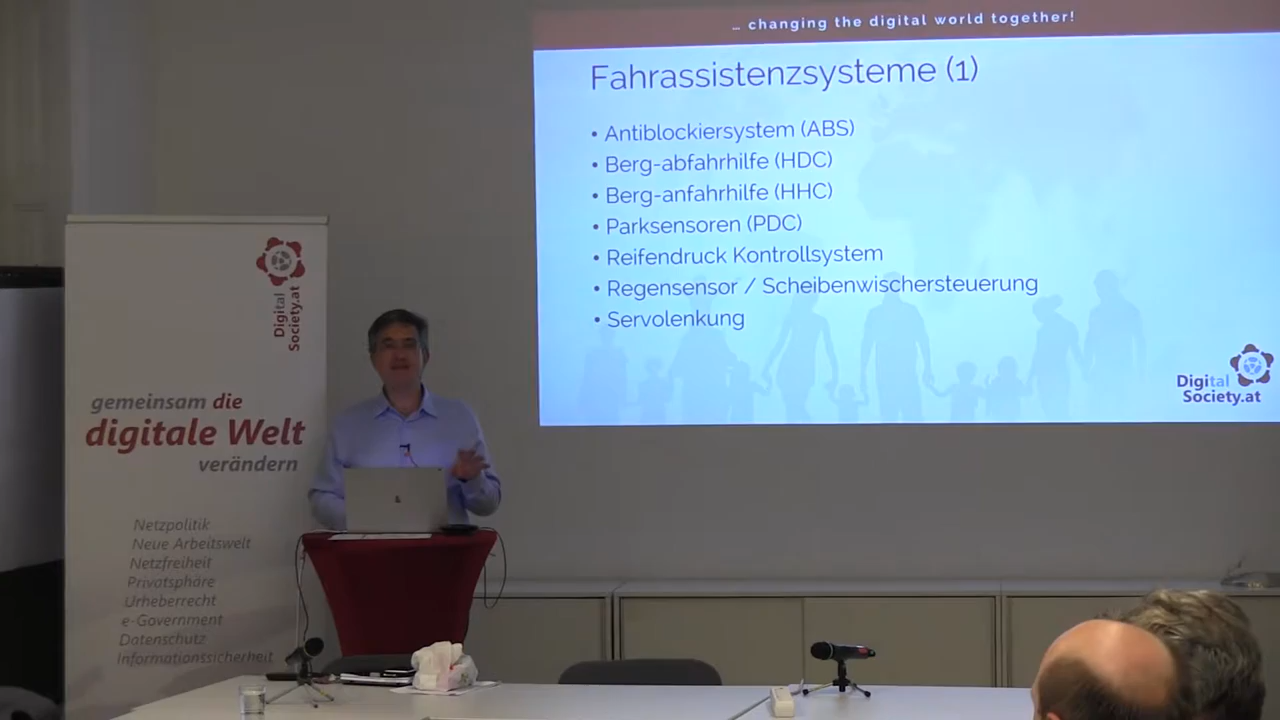 … changing the digital world together!
Fahrassistenzsysteme (1)
• Antiblockiersystem (ABS)
• Berg-abfahrhilfe (HDC)
• Berg-anfahrhilfe (HHC)
• Parksensoren (PDC)
• Reifendruck Kontrollsystem
• Regensensor / Scheibenwischersteuerung
• Servolenkung
Digital
Society.at
Digital
Society.at
gemeinsam die
digitale Welt
verändern
Netzpolitik
Neue Arbeitswelt
Netzfreiheit
Privatsphäre
Urheberrecht
e-Government
Datenschutz
Informationssicherheit